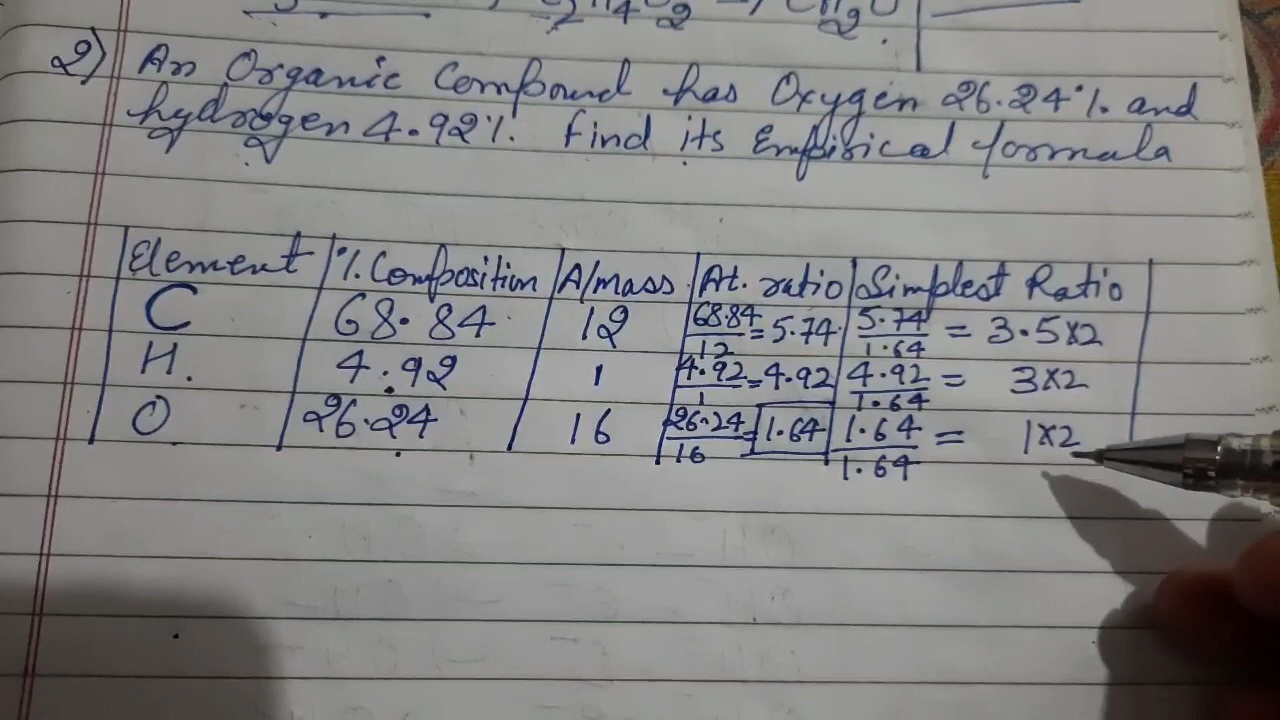 2) An Organic Compound has Oxygen 26.24% and
hydrogen 4.92%. find its Empirical formala
Element %Composition A/mass At. ratio Simplest Ratio
C 68.84 12 68.84/12 = 5.74 5.74/1.64 = 3.5x2
H. 4.92 1 4.92/1 = 4.92 4.92/1.64 = 3x2
O 26.24 16 26.24/16 = 1.64 1.64/1.64 = 1x2